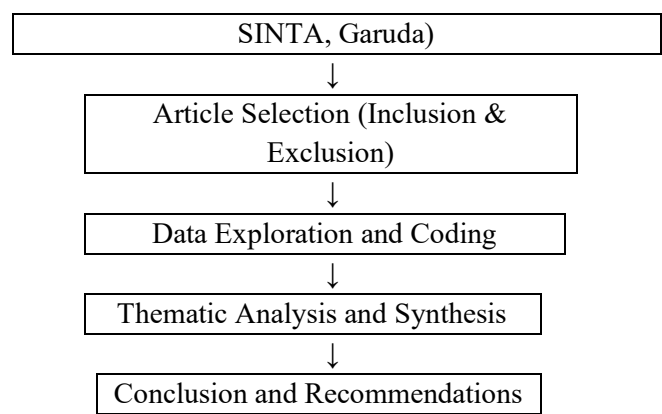 SINTA, Garuda)
↓
Article Selection (Inclusion &
Exclusion)
↓
Data Exploration and Coding
↓
Thematic Analysis and Synthesis
↓
Conclusion and Recommendations